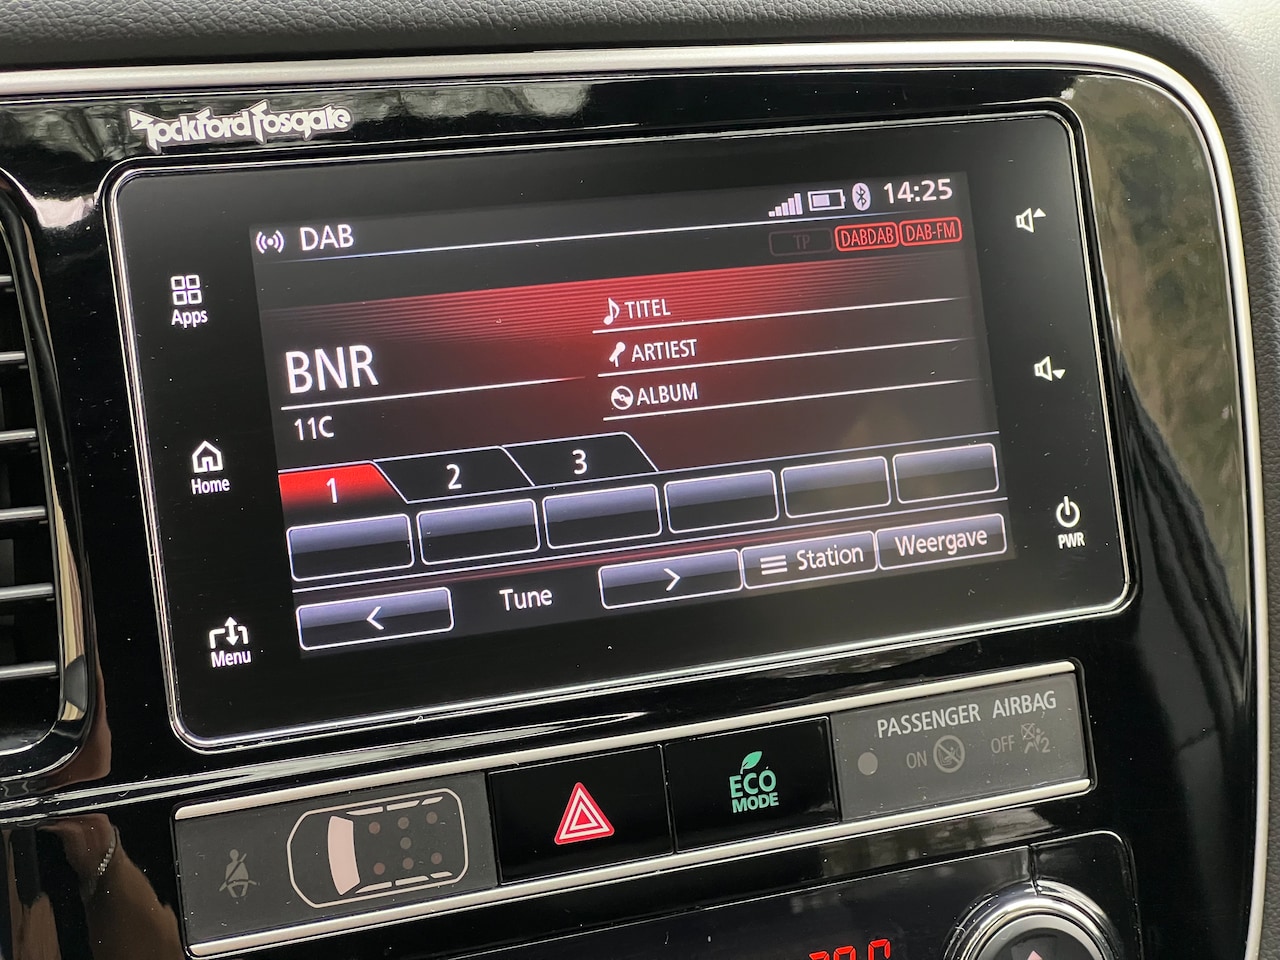 Rockford Fosgate
14:25
DAB
TP DABDAB DAB-FM
Apps
TITEL
BNR
ARTIEST
11C
ALBUM
Home
1 2 3
PWR
< Tune > Station Weergave
Menu
PASSENGER AIRBAG
ON OFF 2
ECO
MODE